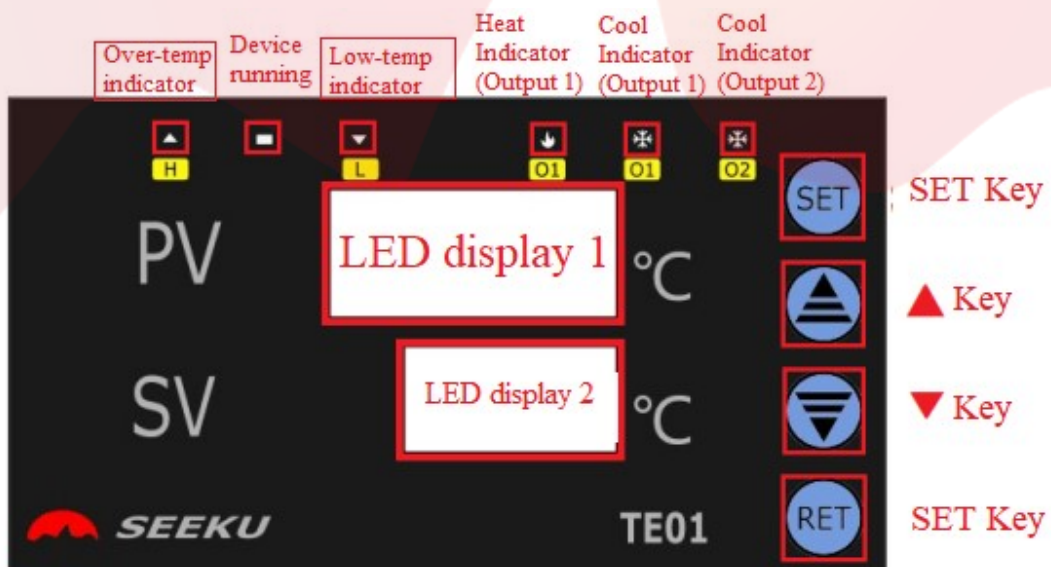 Over-temp
indicator
Device
running
Low-temp
indicator
Heat
Indicator
(Output 1)
Cool
Indicator
(Output 1)
Cool
Indicator
(Output 2)
H
L
O1
O1
O2
PV
LED display 1
°C
SET
SET Key
▲ Key
SV
LED display 2
°C
▼ Key
SEEKU
TE01
RET
SET Key